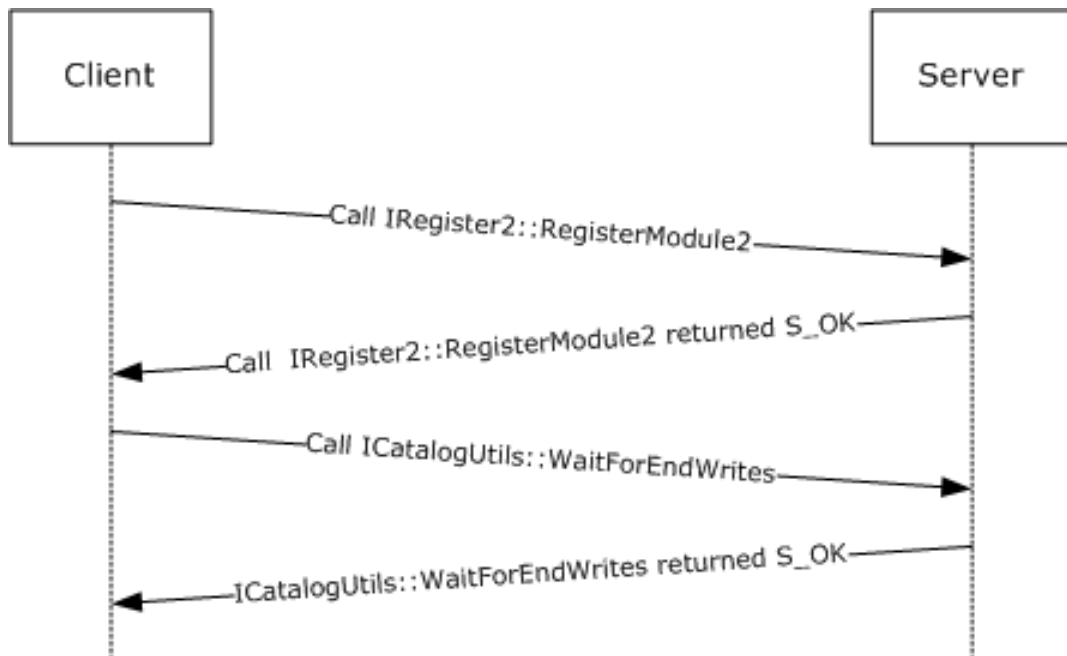 Client
Server
Call IRegister2::RegisterModule2
Call  IRegister2::RegisterModule2 returned S_OK
Call ICatalogUtils::WaitForEndWrites
ICatalogUtils::WaitForEndWrites returned S_OK